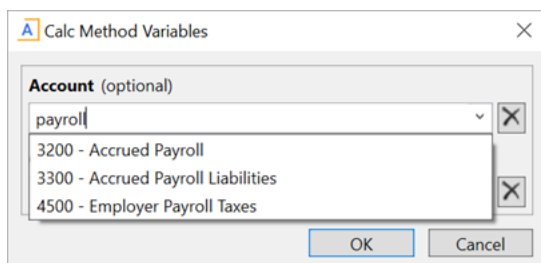 A Calc Method Variables
Account (optional)
payroll
3200 - Accrued Payroll
3300 - Accrued Payroll Liabilities
4500 - Employer Payroll Taxes
OK Cancel